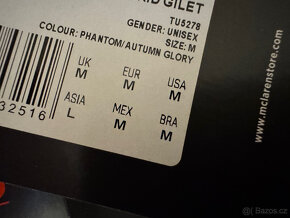 GILET
TU5278
GENDER: UNISEX
SIZE: M
COLOUR: PHANTOM/AUTUMN GLORY
UK EUR USA
M M M
ASIA MEX BRA
L M M
32516
www.mclarenstore.com
Bazoš.cz